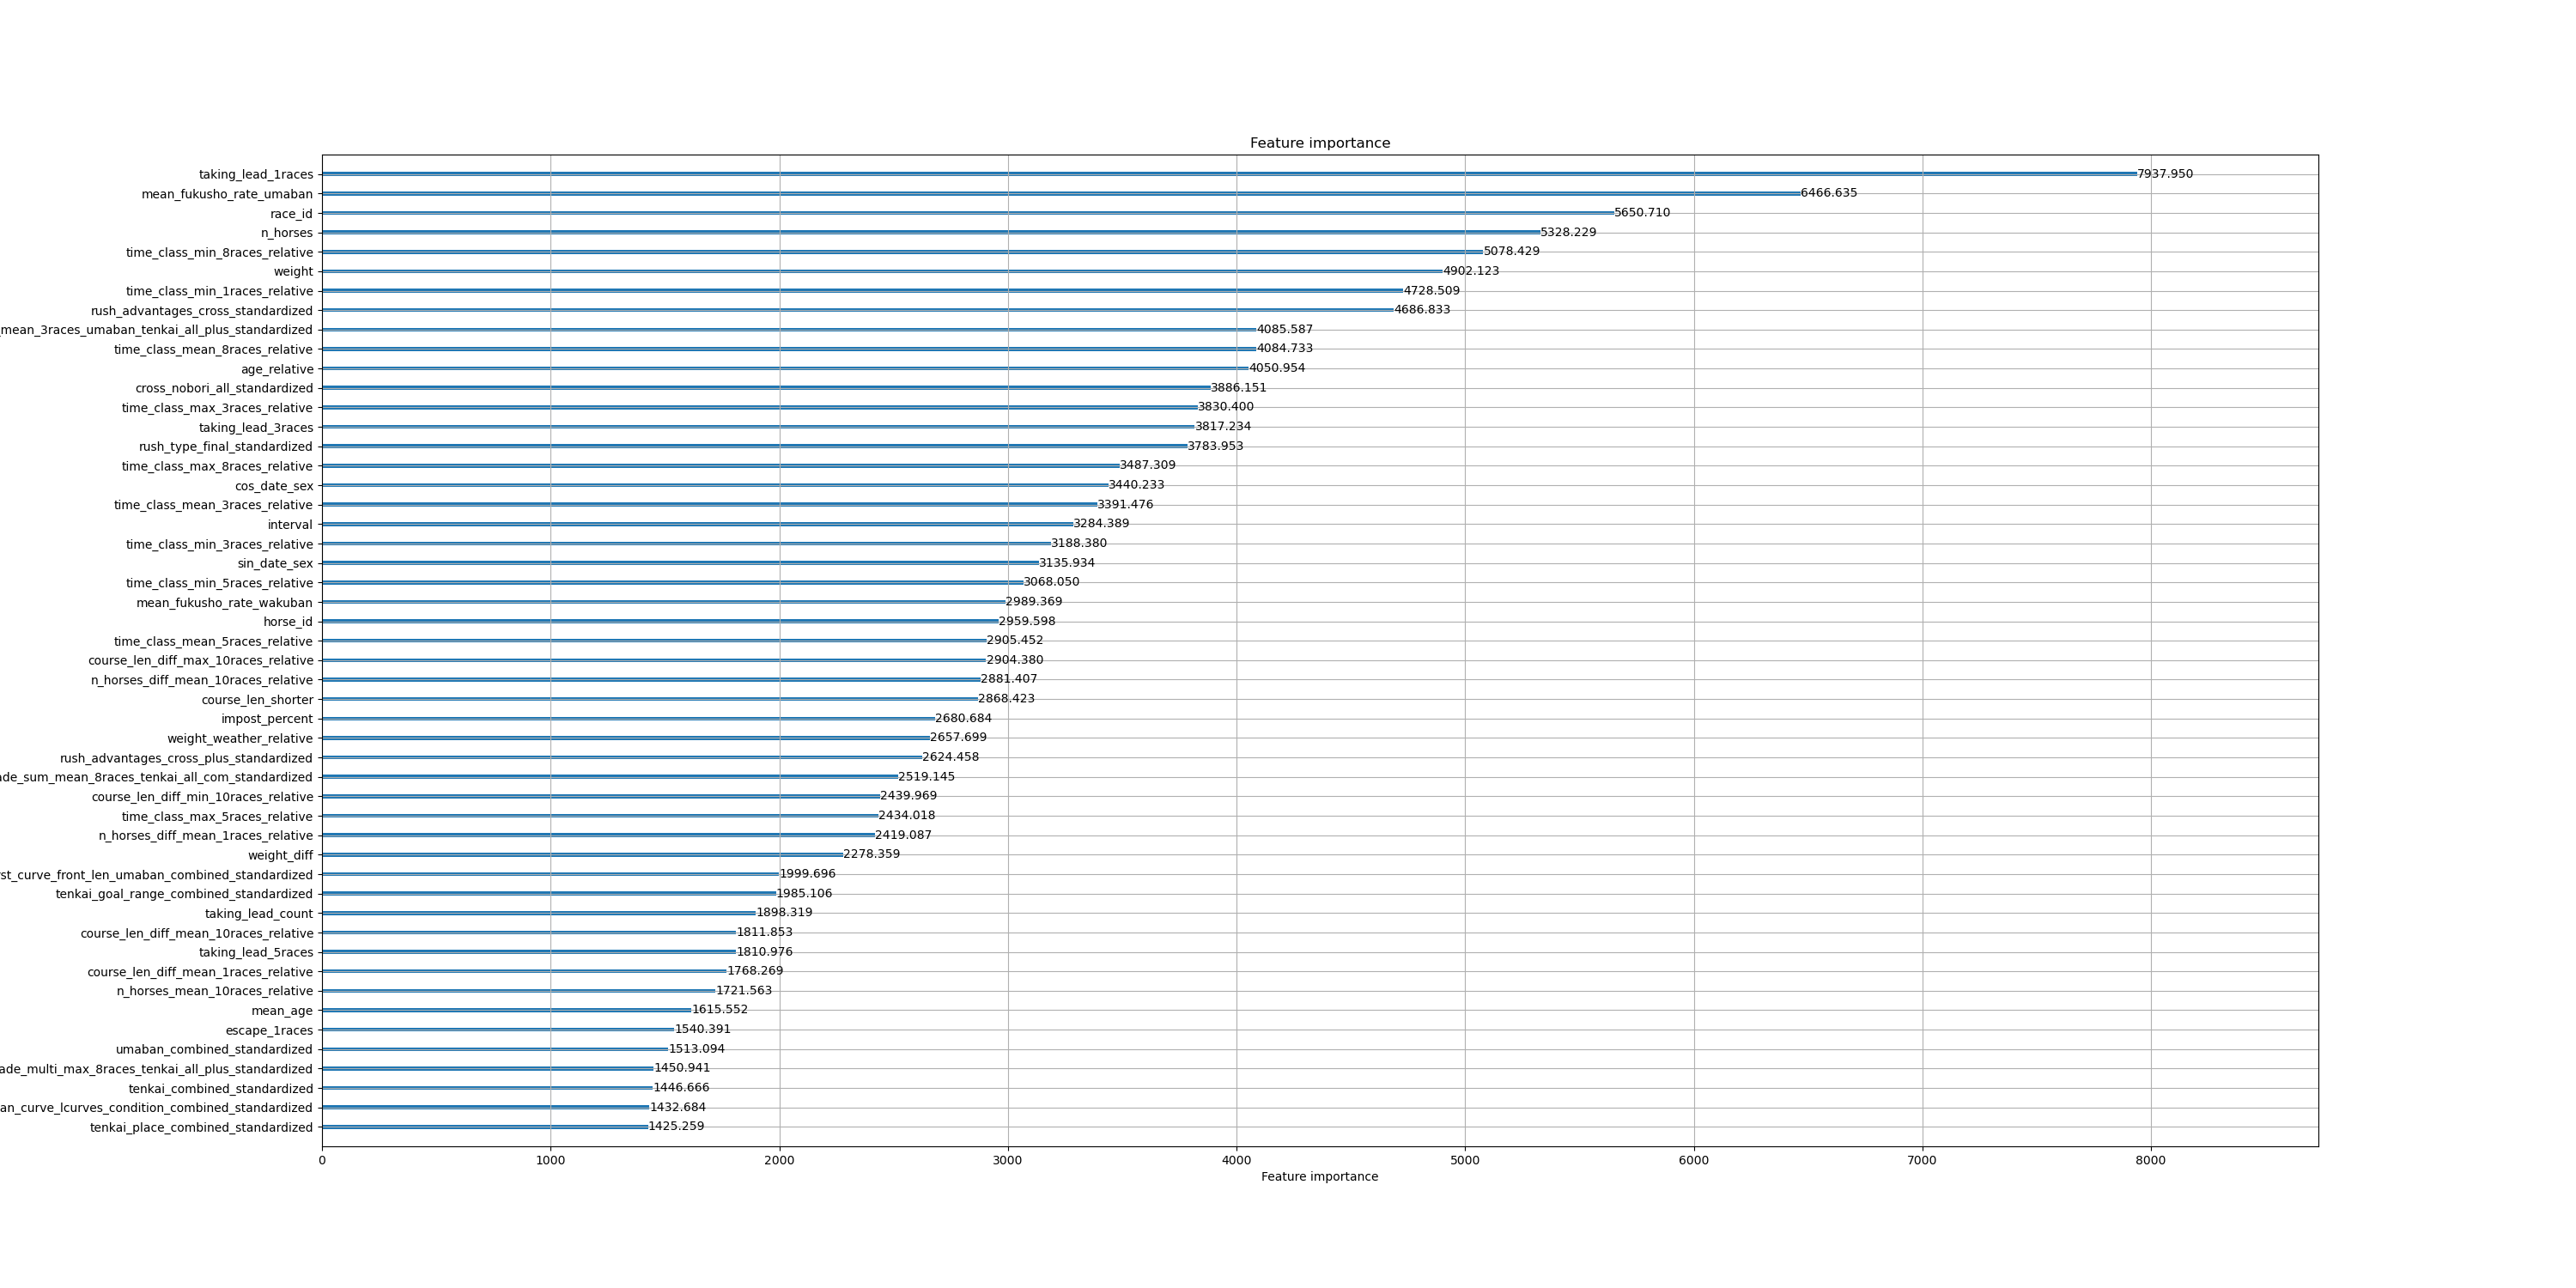 Feature importance
taking_lead_1races 7937.950
mean_fukusho_rate_umaban 6466.635
race_id 5650.710
n_horses 5328.229
time_class_min_8races_relative 5078.429
weight 4902.123
time_class_min_1races_relative 4728.509
rush_advantages_cross_standardized 4686.833
_mean_3races_umaban_tenkai_all_plus_standardized 4085.587
time_class_mean_8races_relative 4084.733
age_relative 4050.954
cross_nobori_all_standardized 3886.151
time_class_max_3races_relative 3830.400
taking_lead_3races 3817.234
rush_type_final_standardized 3783.953
time_class_max_8races_relative 3487.309
cos_date_sex 3440.233
time_class_mean_3races_relative 3391.476
interval 3284.389
time_class_min_3races_relative 3188.380
sin_date_sex 3135.934
time_class_min_5races_relative 3068.050
mean_fukusho_rate_wakuban 2989.369
horse_id 2959.598
time_class_mean_5races_relative 2905.452
course_len_diff_max_10races_relative 2904.380
n_horses_diff_mean_10races_relative 2881.407
course_len_shorter 2868.423
impost_percent 2680.684
weight_weather_relative 2657.699
rush_advantages_cross_plus_standardized 2624.458
ade_sum_mean_8races_tenkai_all_com_standardized 2519.145
course_len_diff_min_10races_relative 2439.969
time_class_max_5races_relative 2434.018
n_horses_diff_mean_1races_relative 2419.087
weight_diff 2278.359
st_curve_front_len_umaban_combined_standardized 1999.696
tenkai_goal_range_combined_standardized 1985.106
taking_lead_count 1898.319
course_len_diff_mean_10races_relative 1811.853
taking_lead_5races 1810.976
course_len_diff_mean_1races_relative 1768.269
n_horses_mean_10races_relative 1721.563
mean_age 1615.552
escape_1races 1540.391
umaban_combined_standardized 1513.094
ade_multi_max_8races_tenkai_all_plus_standardized 1450.941
tenkai_combined_standardized 1446.666
an_curve_lcurves_condition_combined_standardized 1432.684
tenkai_place_combined_standardized 1425.259
0 1000 2000 3000 4000 5000 6000 7000 8000
Feature importance